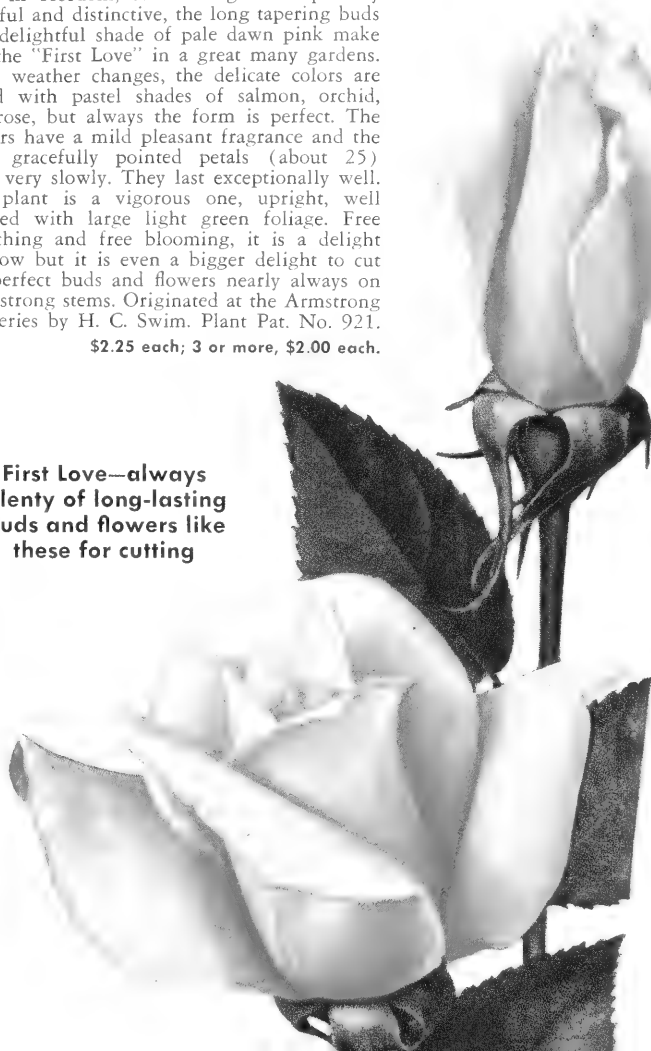 ful and distinctive, the long tapering buds
delightful shade of pale dawn pink make
the "First Love" in a great many gardens.
weather changes, the delicate colors are
with pastel shades of salmon, orchid,
rose, but always the form is perfect. The
rs have a mild pleasant fragrance and the
gracefully pointed petals (about 25)
very slowly. They last exceptionally well.
plant is a vigorous one, upright, well
ed with large light green foliage. Free
thing and free blooming, it is a delight
ow but it is even a bigger delight to cut
perfect buds and flowers nearly always on
strong stems. Originated at the Armstrong
eries by H. C. Swim. Plant Pat. No. 921.
$2.25 each; 3 or more, $2.00 each.
First Love—always
lenty of long-lasting
uds and flowers like
these for cutting